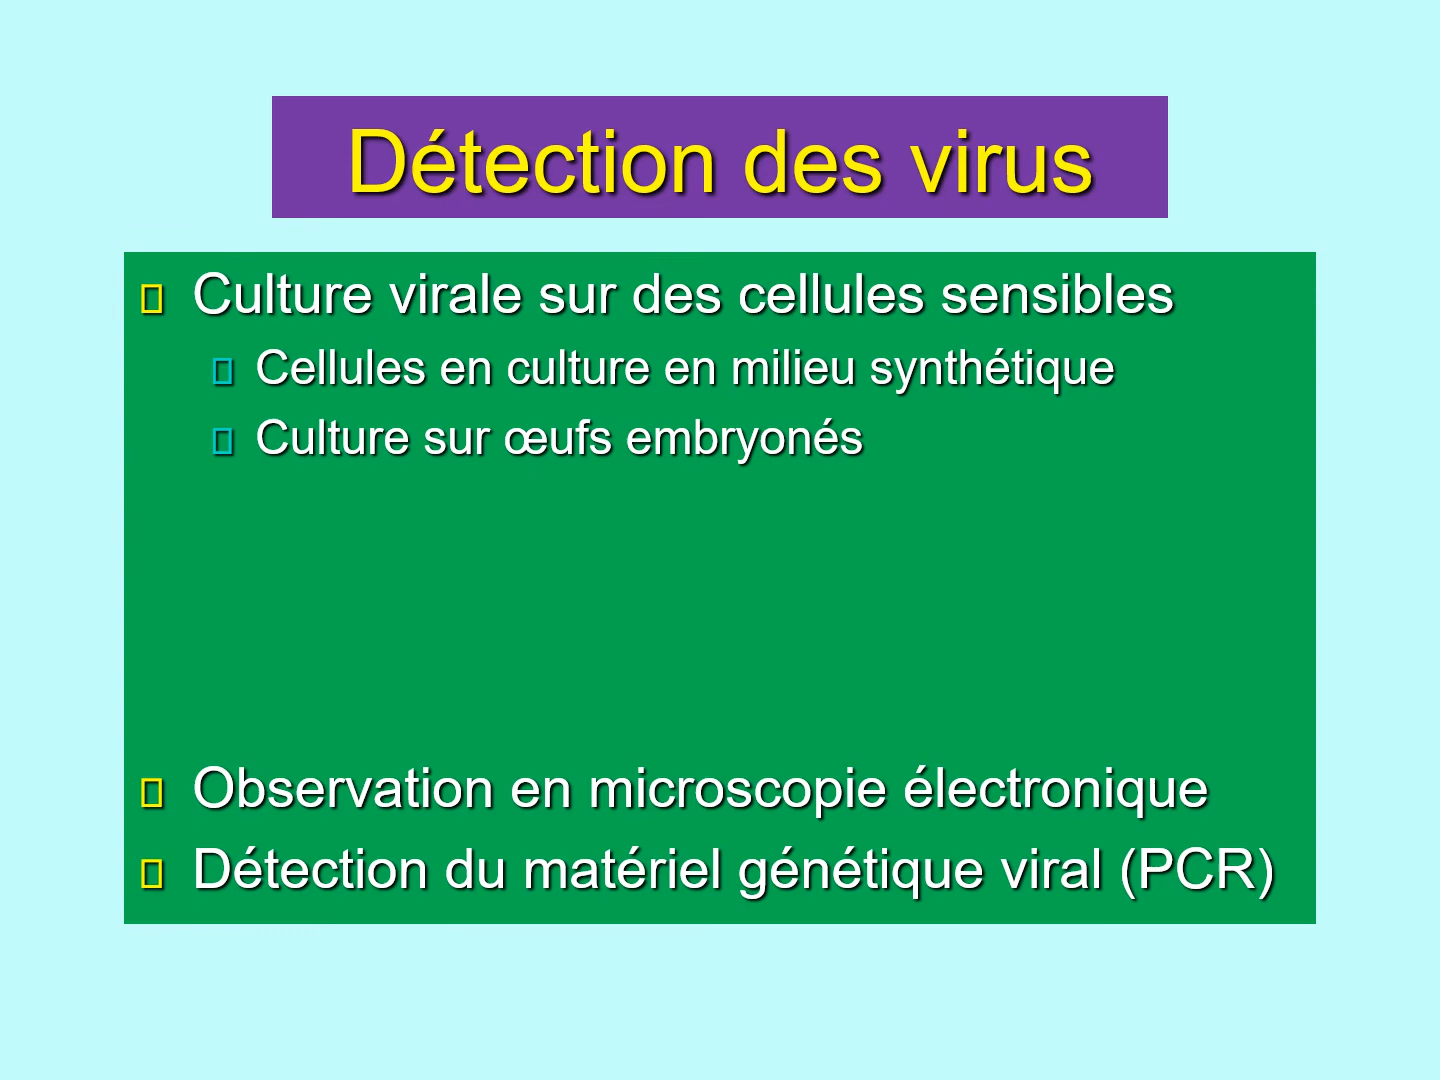 Détection des virus
Culture virale sur des cellules sensibles
Cellules en culture en milieu synthétique
Culture sur œufs embryonés
Observation en microscopie électronique
Détection du matériel génétique viral (PCR)